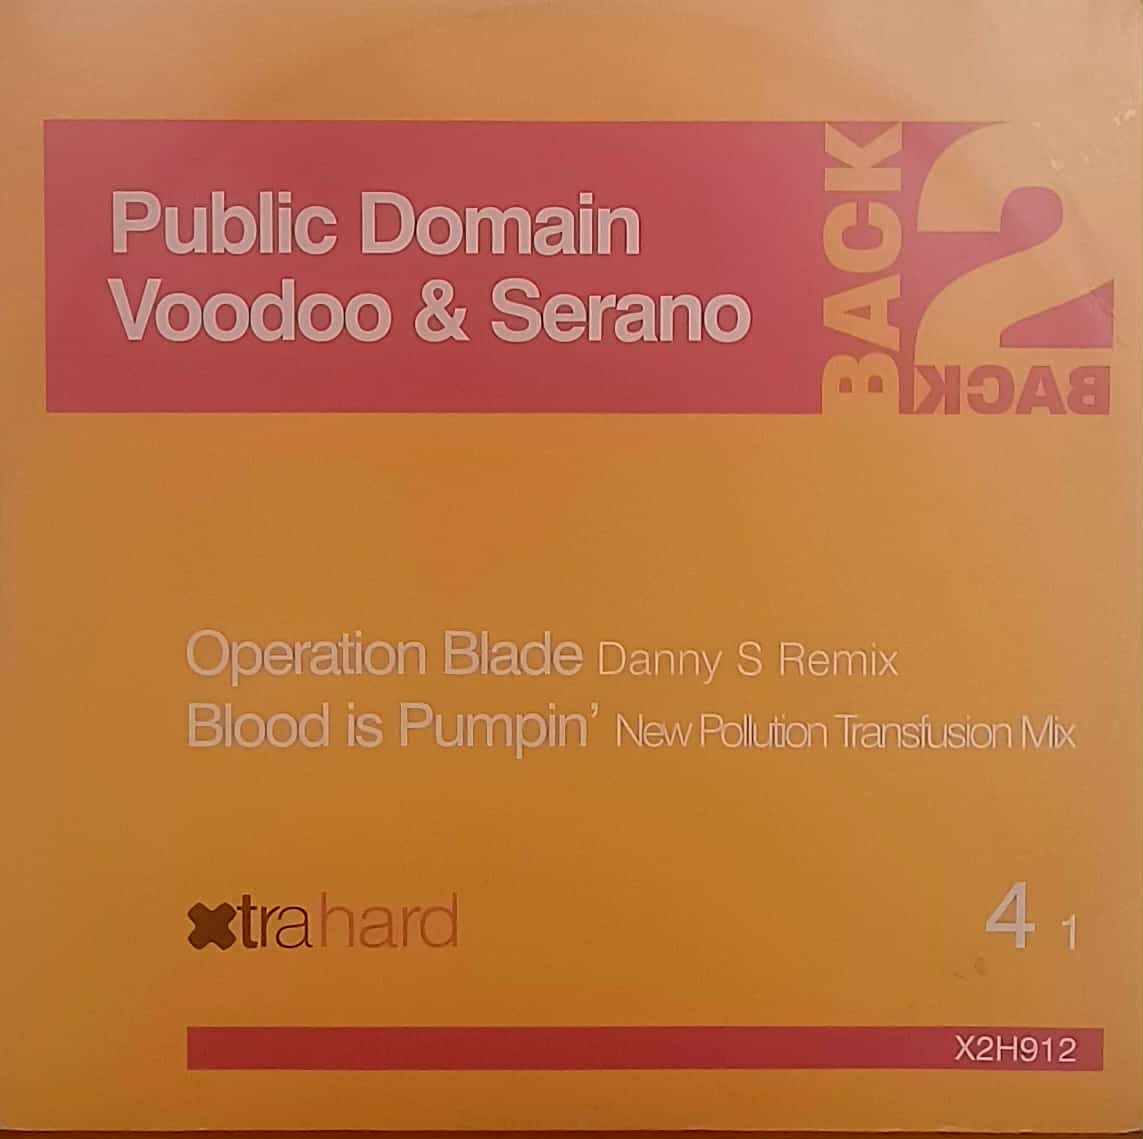 Public Domain
Voodoo & Serano
BACK
2
BACK
Operation Blade Danny S Remix
Blood is Pumpin’ New Pollution Transfusion Mix
xtrahard
4 1
X2H912